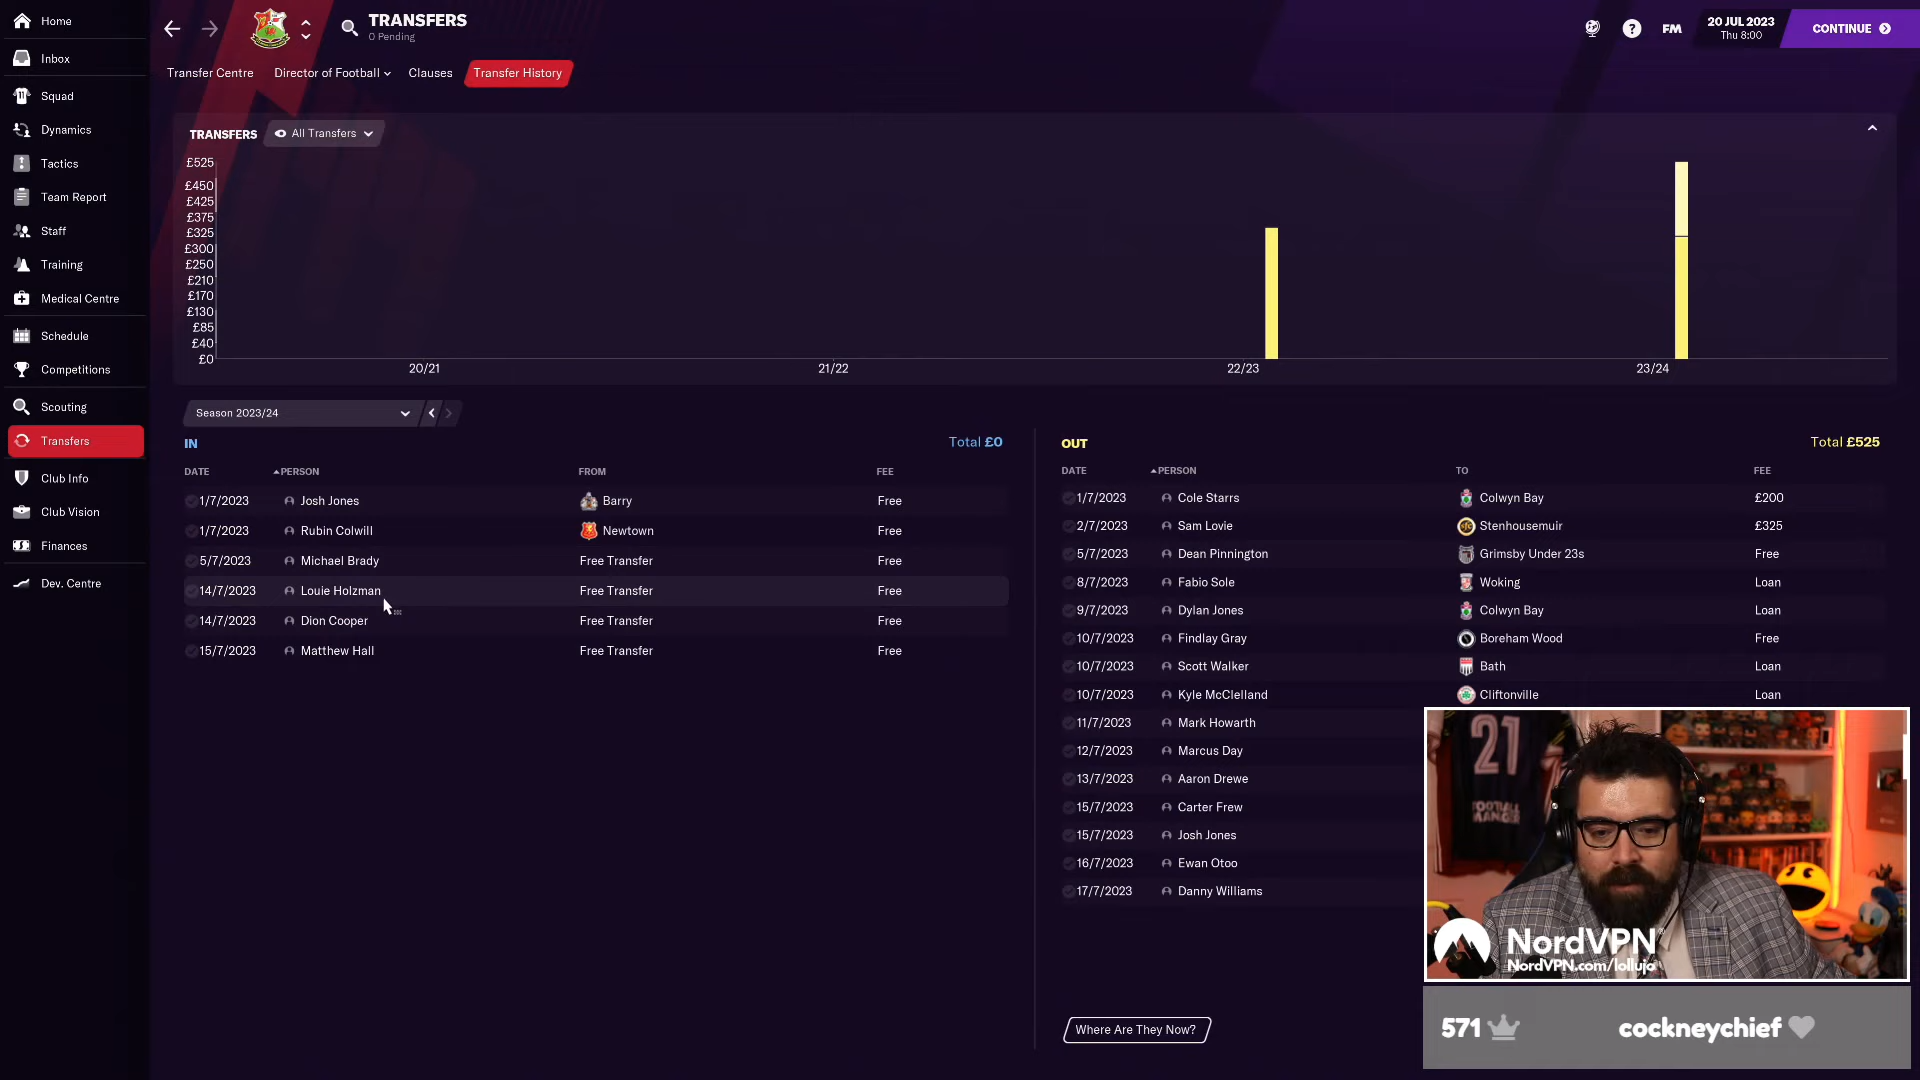 Home
Inbox
Squad
Dynamics
Tactics
Team Report
Staff
Training
Medical Centre
Schedule
Competitions
Scouting
Transfers
Club Info
Club Vision
Finances
Dev. Centre
TRANSFERS
0 Pending
FM
20 JUL 2023
Thu 8:00
CONTINUE
Transfer Centre Director of Football Clauses Transfer History
TRANSFERS All Transfers
£525
£450
£425
£375
£325
£300
£250
£210
£170
£130
£85
£40
£0
20/21 21/22 22/23 23/24
Season 2023/24
IN Total £0
DATE PERSON FROM FEE
1/7/2023 Josh Jones Barry Free
1/7/2023 Rubin Colwill Newtown Free
5/7/2023 Michael Brady Free Transfer Free
14/7/2023 Louie Holzman Free Transfer Free
14/7/2023 Dion Cooper Free Transfer Free
15/7/2023 Matthew Hall Free Transfer Free
OUT Total £525
DATE PERSON TO FEE
1/7/2023 Cole Starrs Colwyn Bay £200
2/7/2023 Sam Lovie Stenhousemuir £325
5/7/2023 Dean Pinnington Grimsby Under 23s Free
8/7/2023 Fabio Sole Woking Loan
9/7/2023 Dylan Jones Colwyn Bay Loan
10/7/2023 Findlay Gray Boreham Wood Free
10/7/2023 Scott Walker Bath Loan
10/7/2023 Kyle McClelland Cliftonville Loan
11/7/2023 Mark Howarth
12/7/2023 Marcus Day
13/7/2023 Aaron Drewe
15/7/2023 Carter Frew
15/7/2023 Josh Jones
16/7/2023 Ewan Otoo
17/7/2023 Danny Williams
Where Are They Now?
21
NordVPN
NordVPN.com/lollujo
571 cockneychief